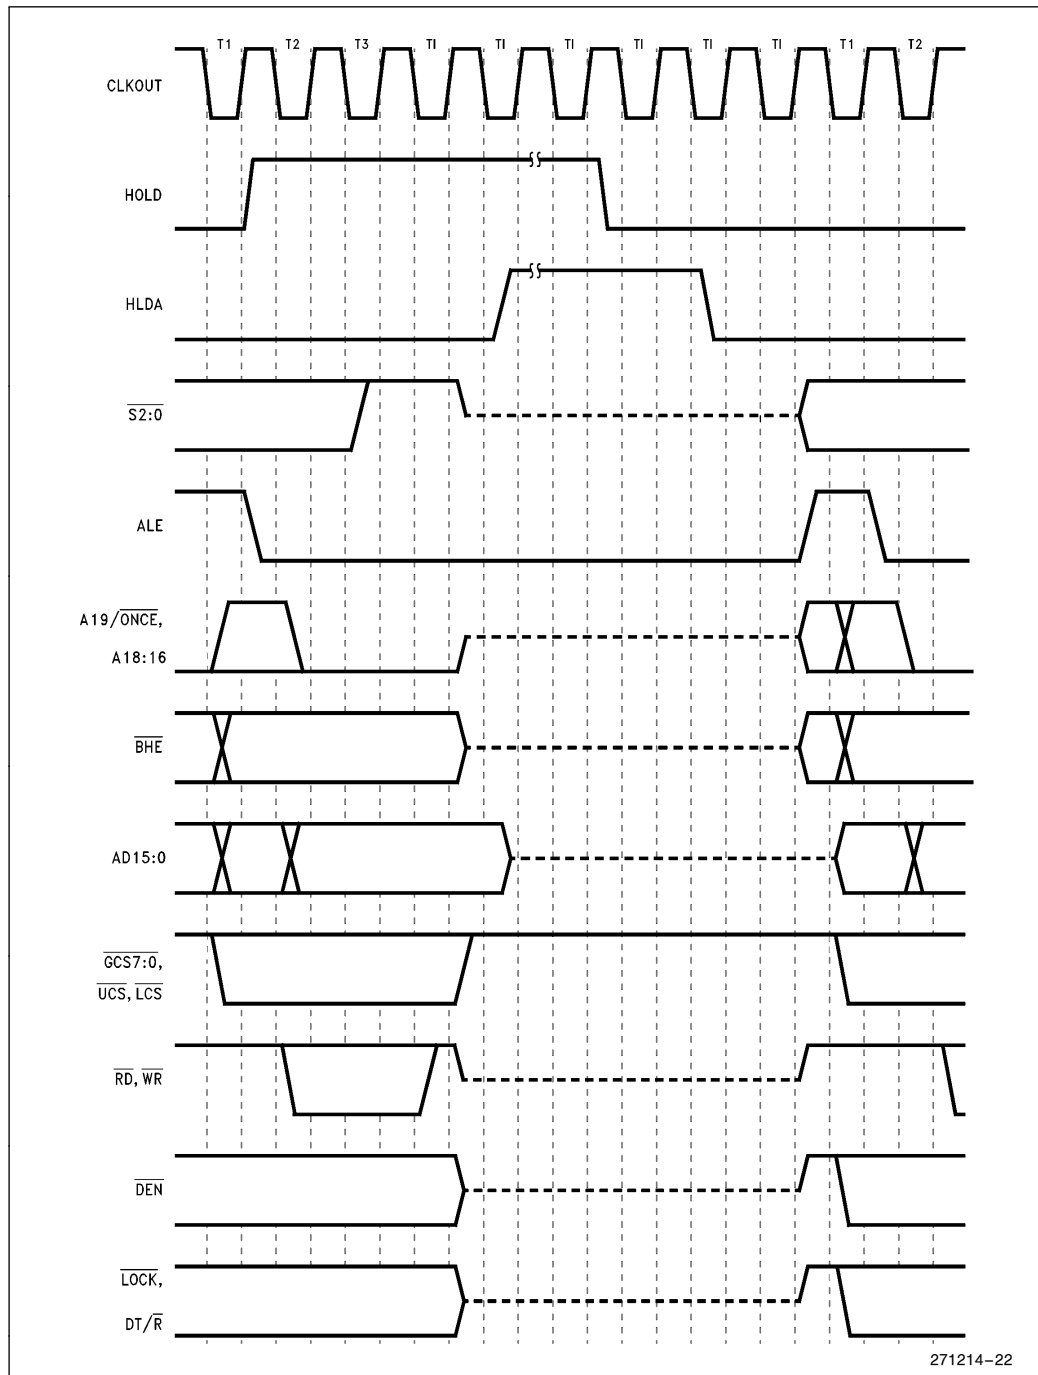 T1 T2 T3 TI TI TI TI TI TI T1 T2
CLKOUT
HOLD
HLDA
S2:0
ALE
A19/ONCE,
A18:16
BHE
AD15:0
GCS7:0,
UCS, LCS
RD, WR
DEN
LOCK,
DT/R
271214-22